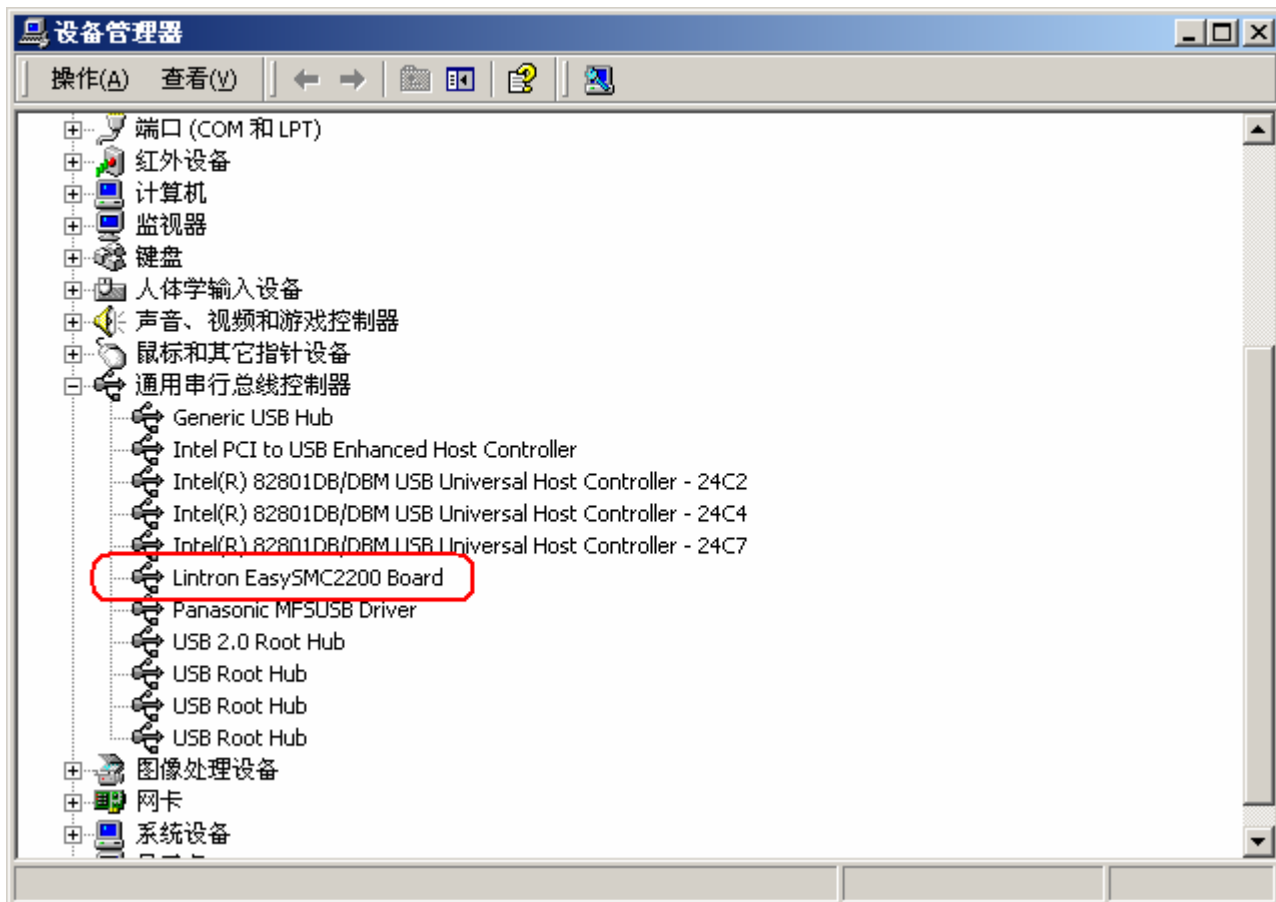 设备管理器
操作(A) 查看(V)
端口 (COM 和 LPT)
红外设备
计算机
监视器
键盘
人体学输入设备
声音、视频和游戏控制器
鼠标和其它指针设备
通用串行总线控制器
Generic USB Hub
Intel PCI to USB Enhanced Host Controller
Intel(R) 82801DB/DBM USB Universal Host Controller - 24C2
Intel(R) 82801DB/DBM USB Universal Host Controller - 24C4
Intel(R) 82801DB/DBM USB Universal Host Controller - 24C7
Lintron EasySMC2200 Board
Panasonic MFSUSB Driver
USB 2.0 Root Hub
USB Root Hub
USB Root Hub
USB Root Hub
图像处理设备
网卡
系统设备